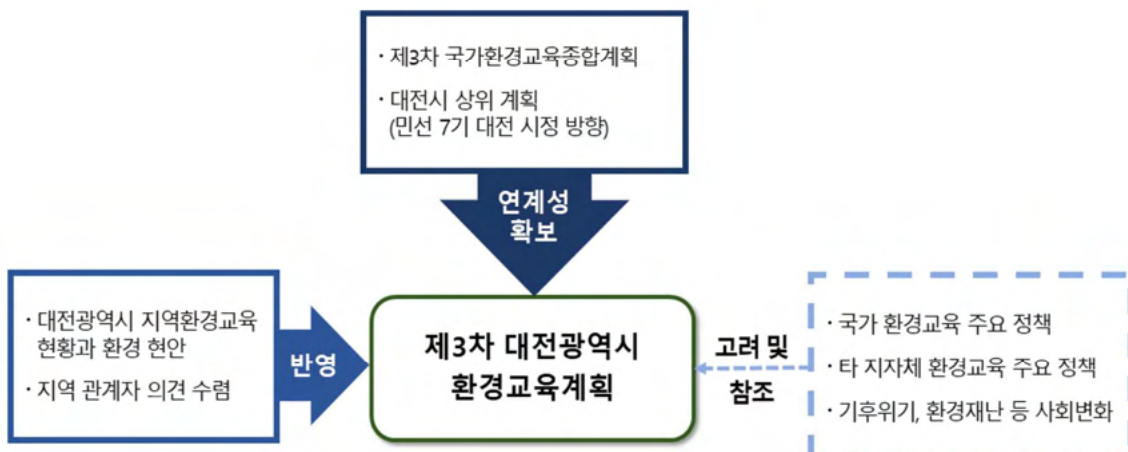 · 제3차 국가환경교육종합계획
· 대전시 상위 계획
(민선 7기 대전 시정 방향)
연계성
확보
· 대전광역시 지역환경교육
현황과 환경 현안
· 지역 관계자 의견 수렴
반영
제3차 대전광역시
환경교육계획
고려 및
참조
· 국가 환경교육 주요 정책
· 타 지자체 환경교육 주요 정책
· 기후위기, 환경재난 등 사회변화